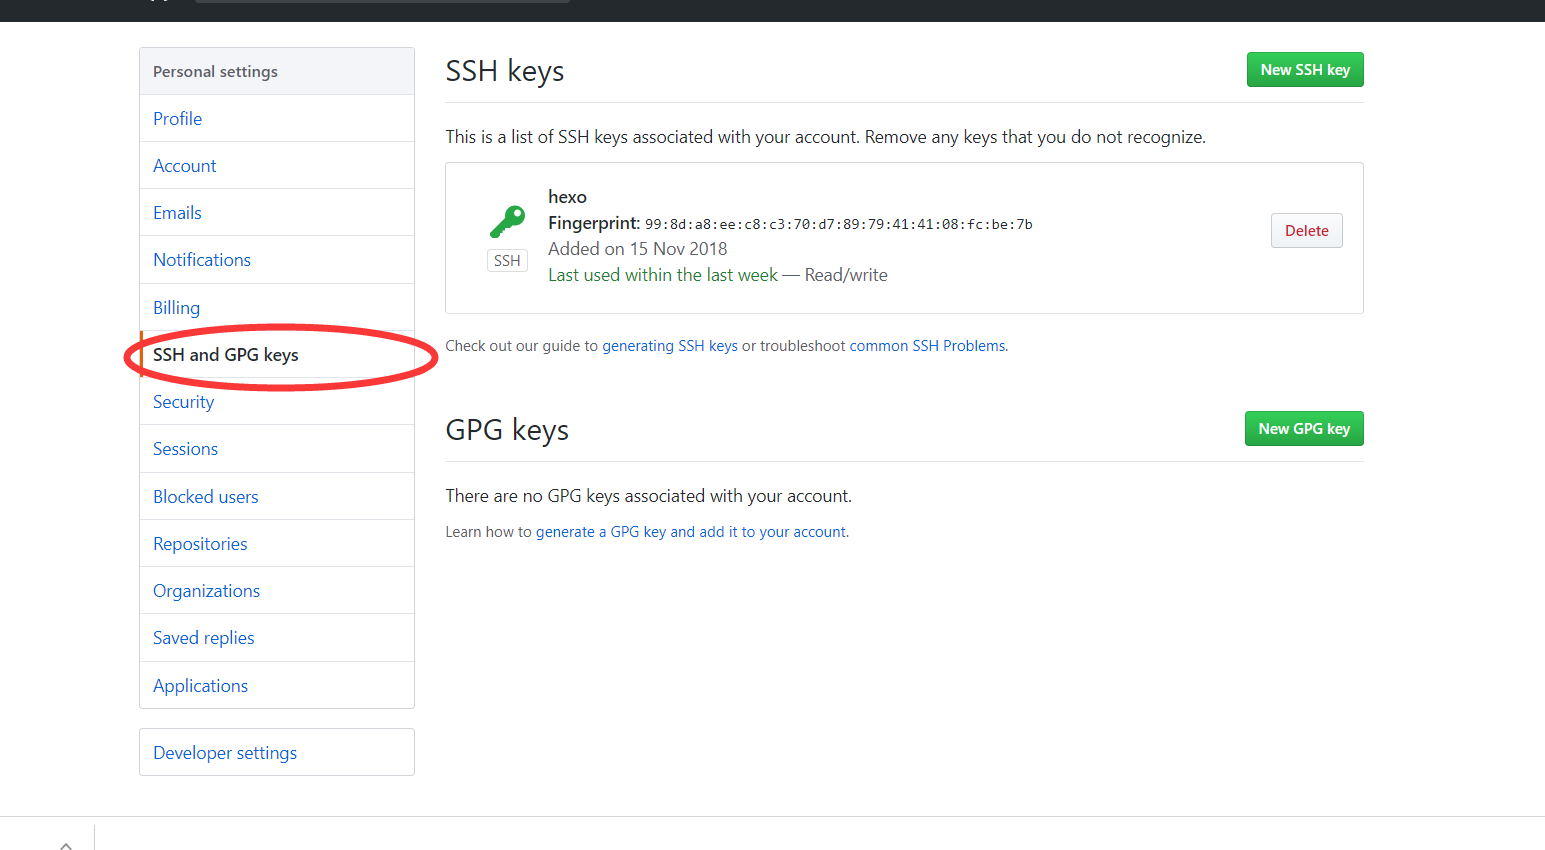 Personal settings
Profile
Account
Emails
Notifications
Billing
SSH and GPG keys
Security
Sessions
Blocked users
Repositories
Organizations
Saved replies
Applications
Developer settings
SSH keys
New SSH key
This is a list of SSH keys associated with your account. Remove any keys that you do not recognize.
hexo
Fingerprint: 99:8d:a8:ee:c8:c3:70:d7:89:79:41:41:08:fc:be:7b
Added on 15 Nov 2018
Last used within the last week — Read/write
SSH
Delete
Check out our guide to generating SSH keys or troubleshoot common SSH Problems.
GPG keys
New GPG key
There are no GPG keys associated with your account.
Learn how to generate a GPG key and add it to your account.